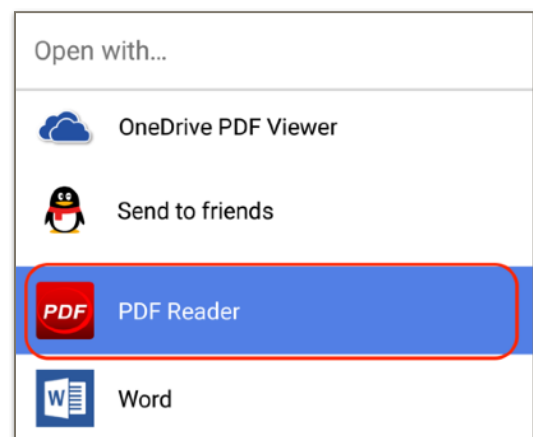 Open with...
OneDrive PDF Viewer
Send to friends
PDF
PDF Reader
W
Word